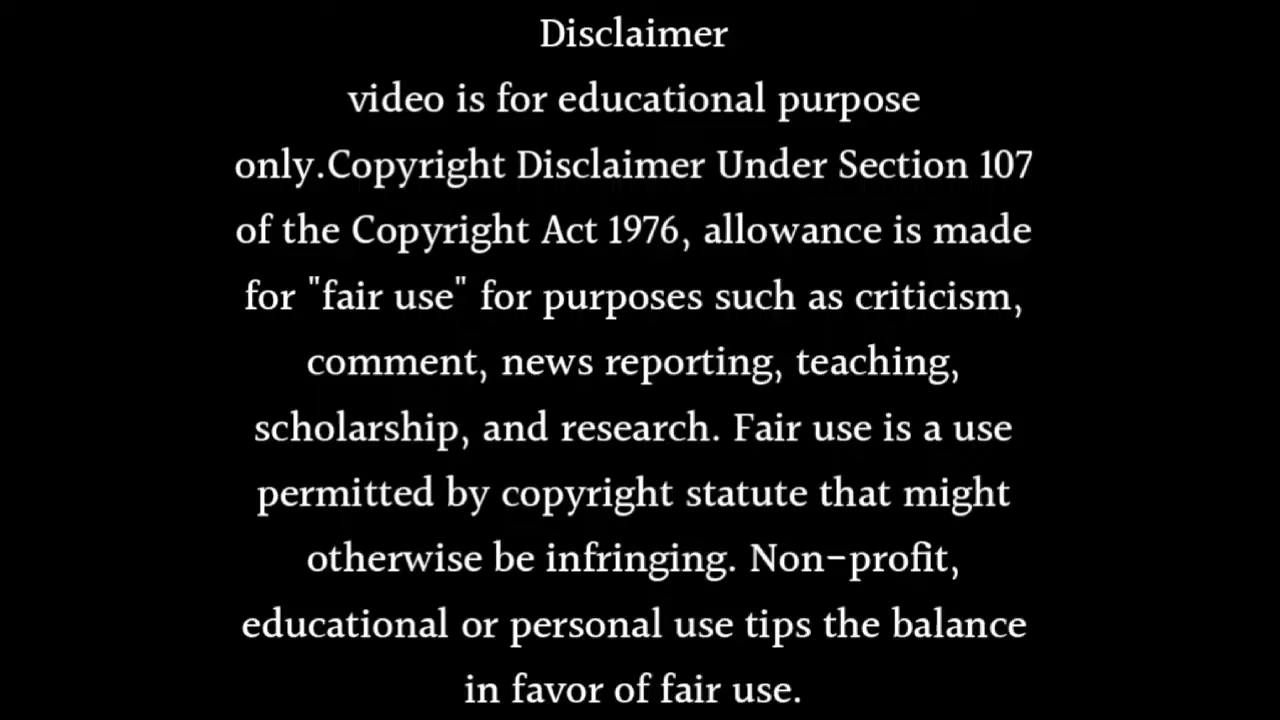 Disclaimer
video is for educational purpose
only.Copyright Disclaimer Under Section 107
of the Copyright Act 1976, allowance is made
for "fair use" for purposes such as criticism,
comment, news reporting, teaching,
scholarship, and research. Fair use is a use
permitted by copyright statute that might
otherwise be infringing. Non-profit,
educational or personal use tips the balance
in favor of fair use.